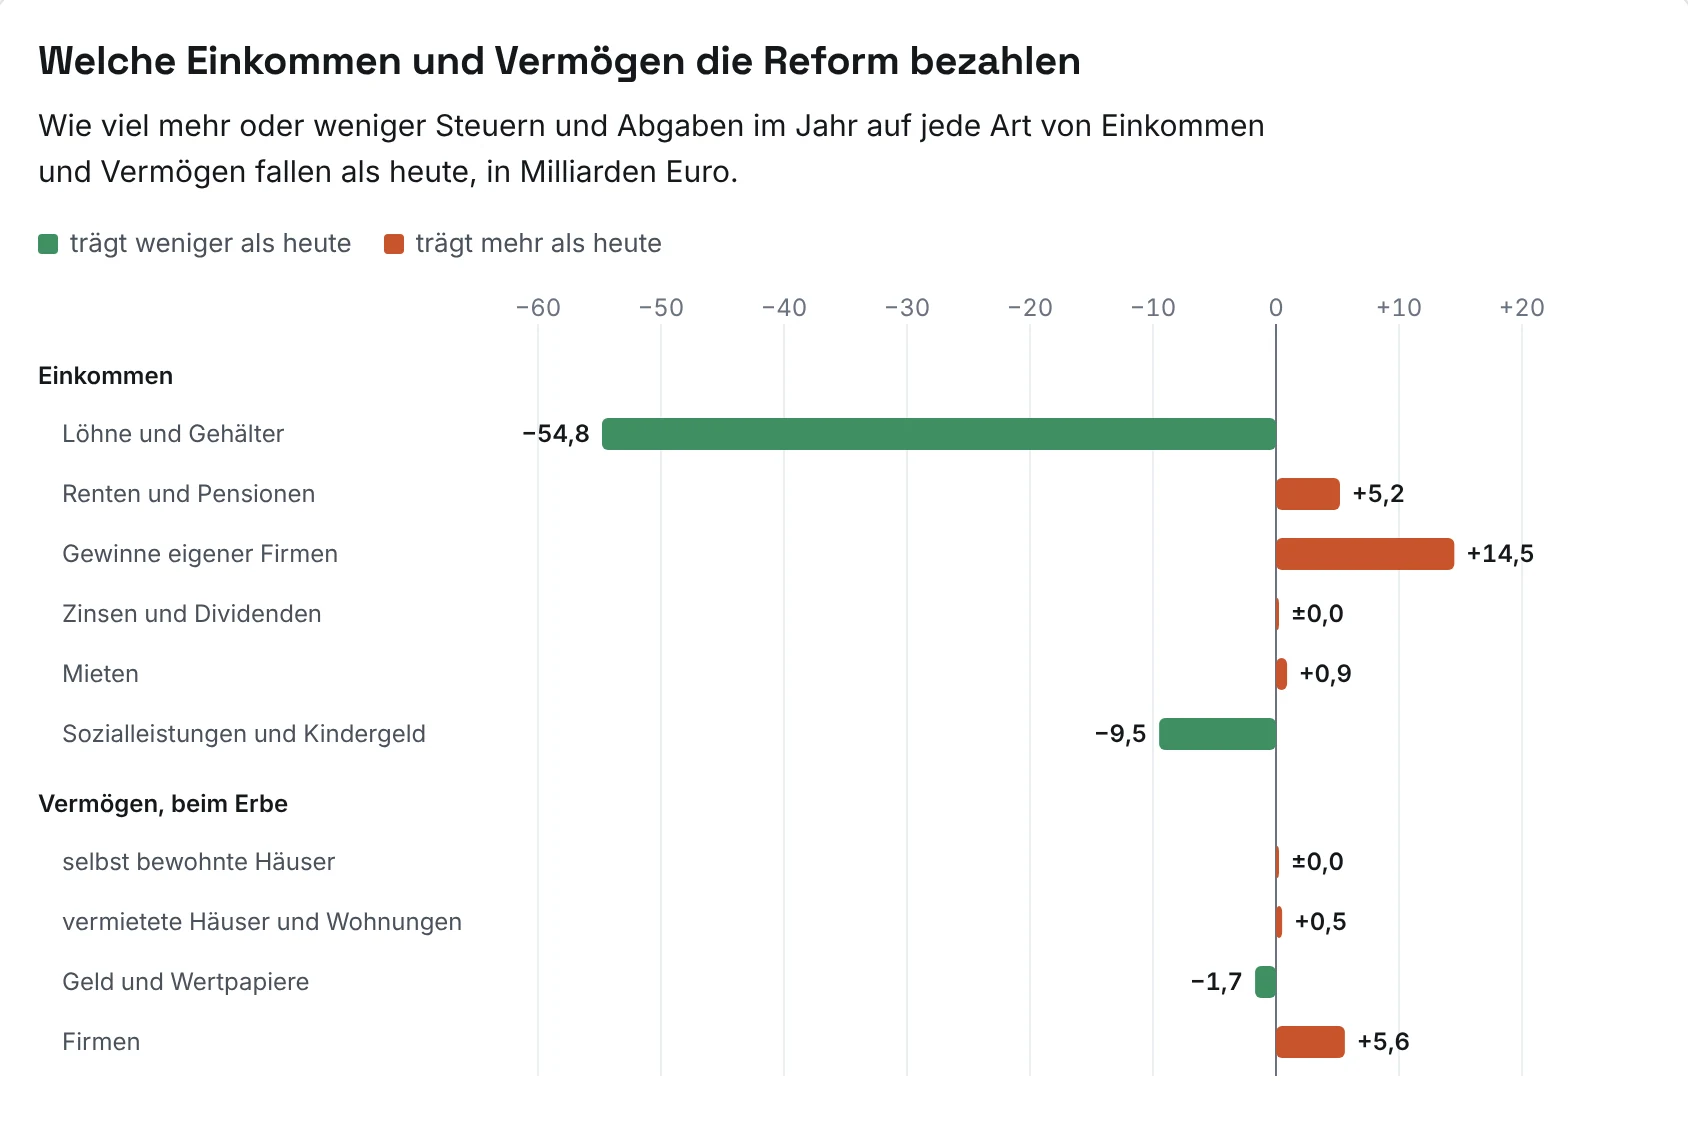 Welche Einkommen und Vermögen die Reform bezahlen
Wie viel mehr oder weniger Steuern und Abgaben im Jahr auf jede Art von Einkommen
und Vermögen fallen als heute, in Milliarden Euro.
trägt weniger als heute trägt mehr als heute
−60 −50 −40 −30 −20 −10 0 +10 +20
Einkommen
Löhne und Gehälter −54,8
Renten und Pensionen +5,2
Gewinne eigener Firmen +14,5
Zinsen und Dividenden ±0,0
Mieten +0,9
Sozialleistungen und Kindergeld −9,5
Vermögen, beim Erbe
selbst bewohnte Häuser ±0,0
vermietete Häuser und Wohnungen +0,5
Geld und Wertpapiere −1,7
Firmen +5,6